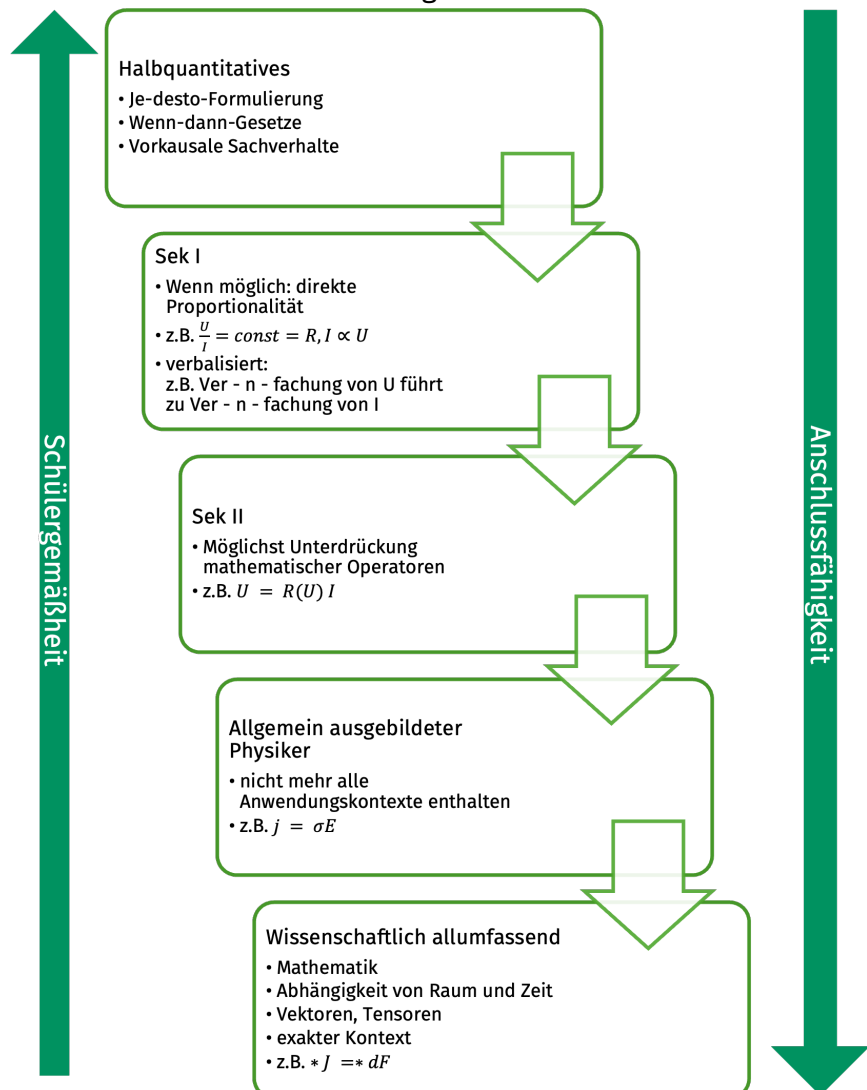 Halbquantitatives
• Je-desto-Formulierung
• Wenn-dann-Gesetze
• Vorkausale Sachverhalte
Sek I
• Wenn möglich: direkte
Proportionalität
• z.B. U/I = const = R, I ∝ U
• verbalisiert:
z.B. Ver - n - fachung von U führt
zu Ver - n - fachung von I
Sek II
• Möglichst Unterdrückung
mathematischer Operatoren
• z.B. U = R(U) I
Allgemein ausgebildeter
Physiker
• nicht mehr alle
Anwendungskontexte enthalten
• z.B. j = σE
Wissenschaftlich allumfassend
• Mathematik
• Abhängigkeit von Raum und Zeit
• Vektoren, Tensoren
• exakter Kontext
• z.B. ∗ J =∗ dF
Schülergemäßheit
Anschlussfähigkeit